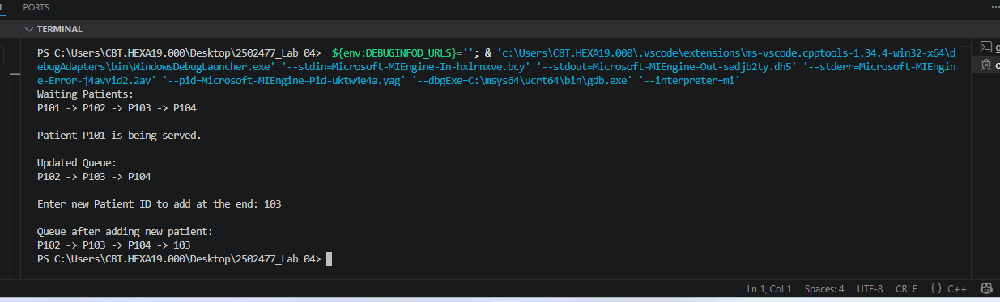 PORTS
TERMINAL
PS C:\Users\CBT.HEXA19.000\Desktop\2502477_Lab 04>  ${env:DEBUGINFOD_URLS}=''; & 'c:\Users\CBT.HEXA19.000\.vscode\extensions\ms-vscode.cpptools-1.34.4-win32-x64\d
ebugAdapters\bin\WindowsDebugLauncher.exe' '--stdin=Microsoft-MIEngine-In-hxlrnxve.bcy' '--stdout=Microsoft-MIEngine-Out-sedjb2ty.dh5' '--stderr=Microsoft-MIEngin
e-Error-j4avvid2.2av' '--pid=Microsoft-MIEngine-Pid-uktw4e4a.yag' '--dbgExe=C:\msys64\ucrt64\bin\gdb.exe' '--interpreter=mi'
Waiting Patients:
P101 -> P102 -> P103 -> P104
Patient P101 is being served.
Updated Queue:
P102 -> P103 -> P104
Enter new Patient ID to add at the end: 103
Queue after adding new patient:
P102 -> P103 -> P104 -> 103
PS C:\Users\CBT.HEXA19.000\Desktop\2502477_Lab 04>
Ln 1, Col 1 Spaces: 4 UTF-8 CRLF {} C++